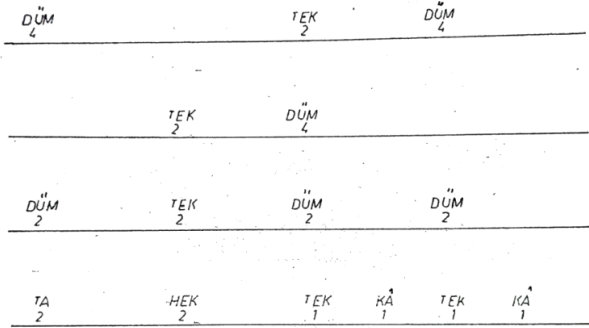 DÜM TEK DÜM
4 2 4
TEK DÜM
2 4
DÜM TEK DÜM DÜM
2 2 2 2
TA HEK TEK KÂ TEK KÂ
2 2 1 1 1 1